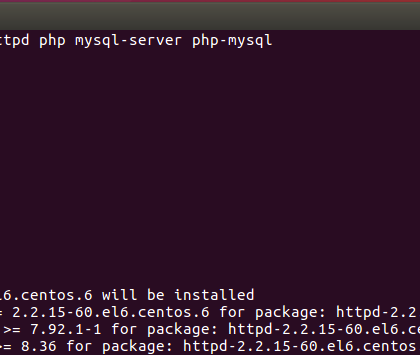 ttpd php mysql-server php-mysql
l6.centos.6 will be installed
= 2.2.15-60.el6.centos.6 for package: httpd-2.2
>= 7.92.1-1 for package: httpd-2.2.15-60.el6.ce
>= 8.36 for package: httpd-2.2.15-60.el6.centos